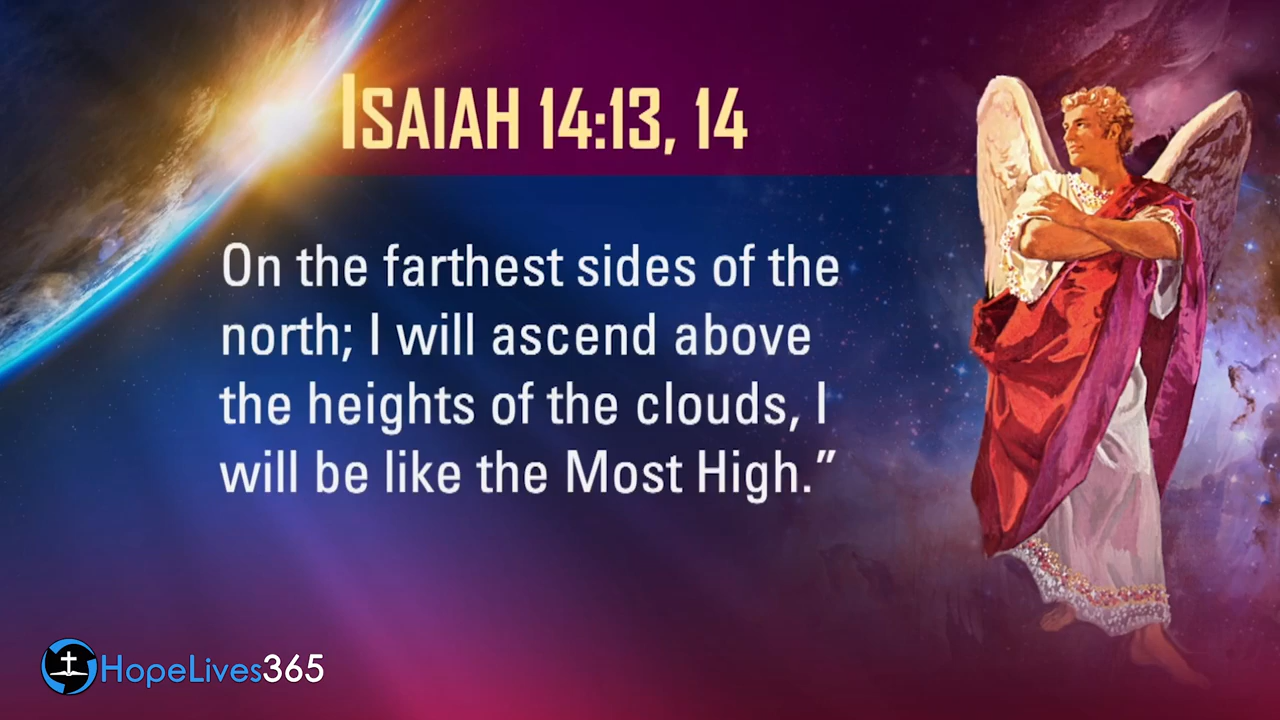 ISAIAH 14:13, 14
On the farthest sides of the
north; I will ascend above
the heights of the clouds, I
will be like the Most High.”
HopeLives365